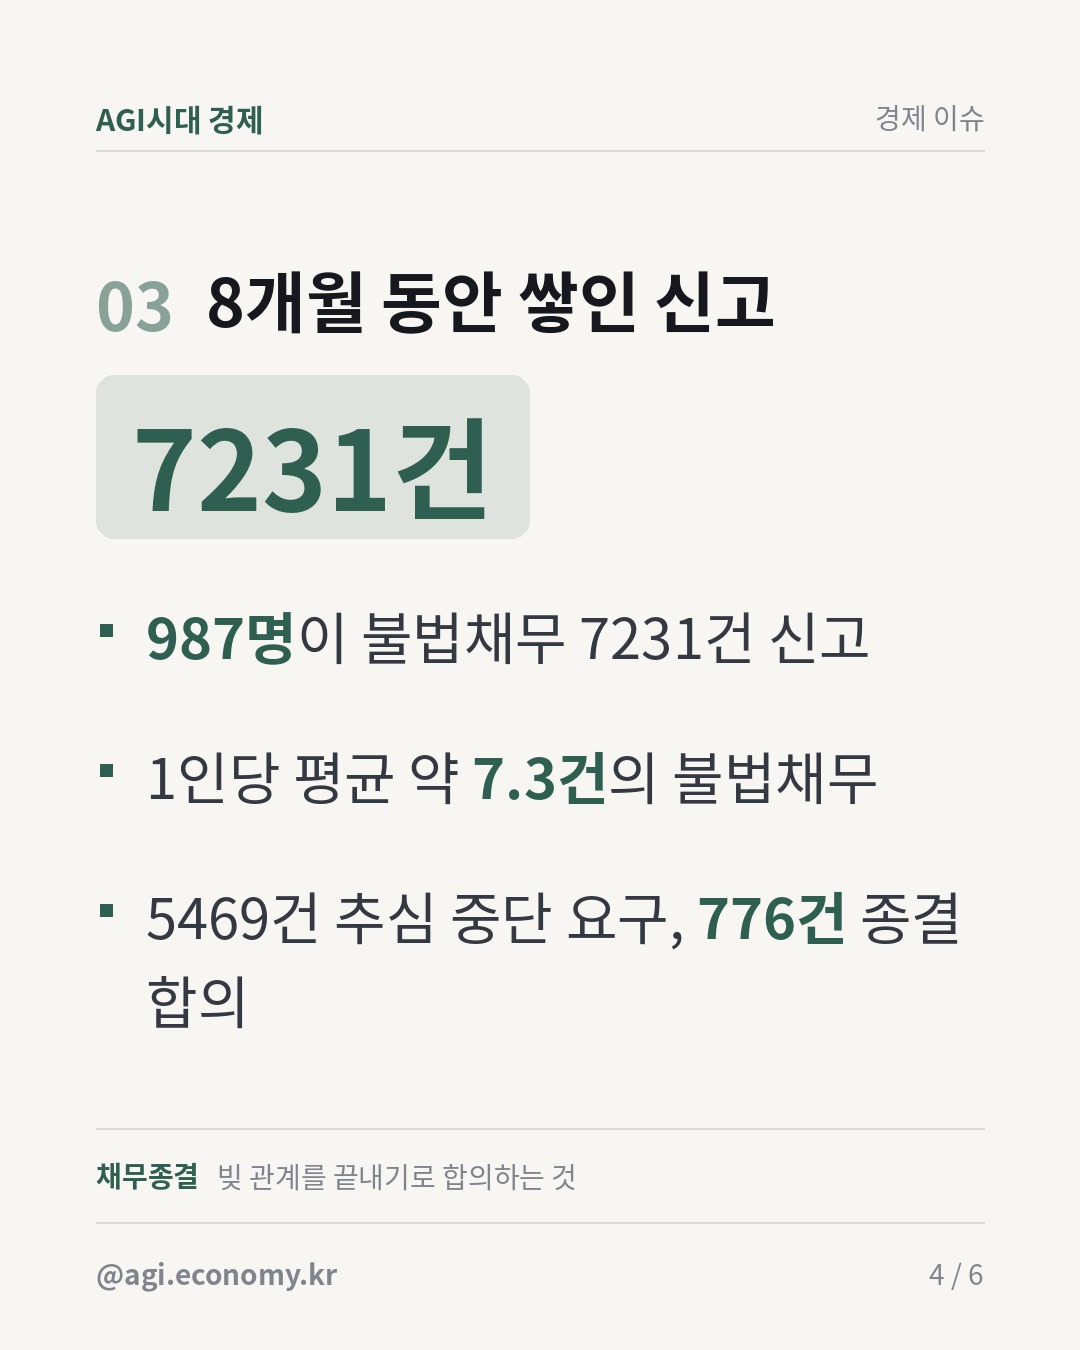 AGI시대 경제
경제 이슈
03 8개월 동안 쌓인 신고
7231건
987명이 불법채무 7231건 신고
1인당 평균 약 7.3건의 불법채무
5469건 추심 중단 요구, 776건 종결
합의
채무종결 빚 관계를 끝내기로 합의하는 것
@agi.economy.kr
4 / 6